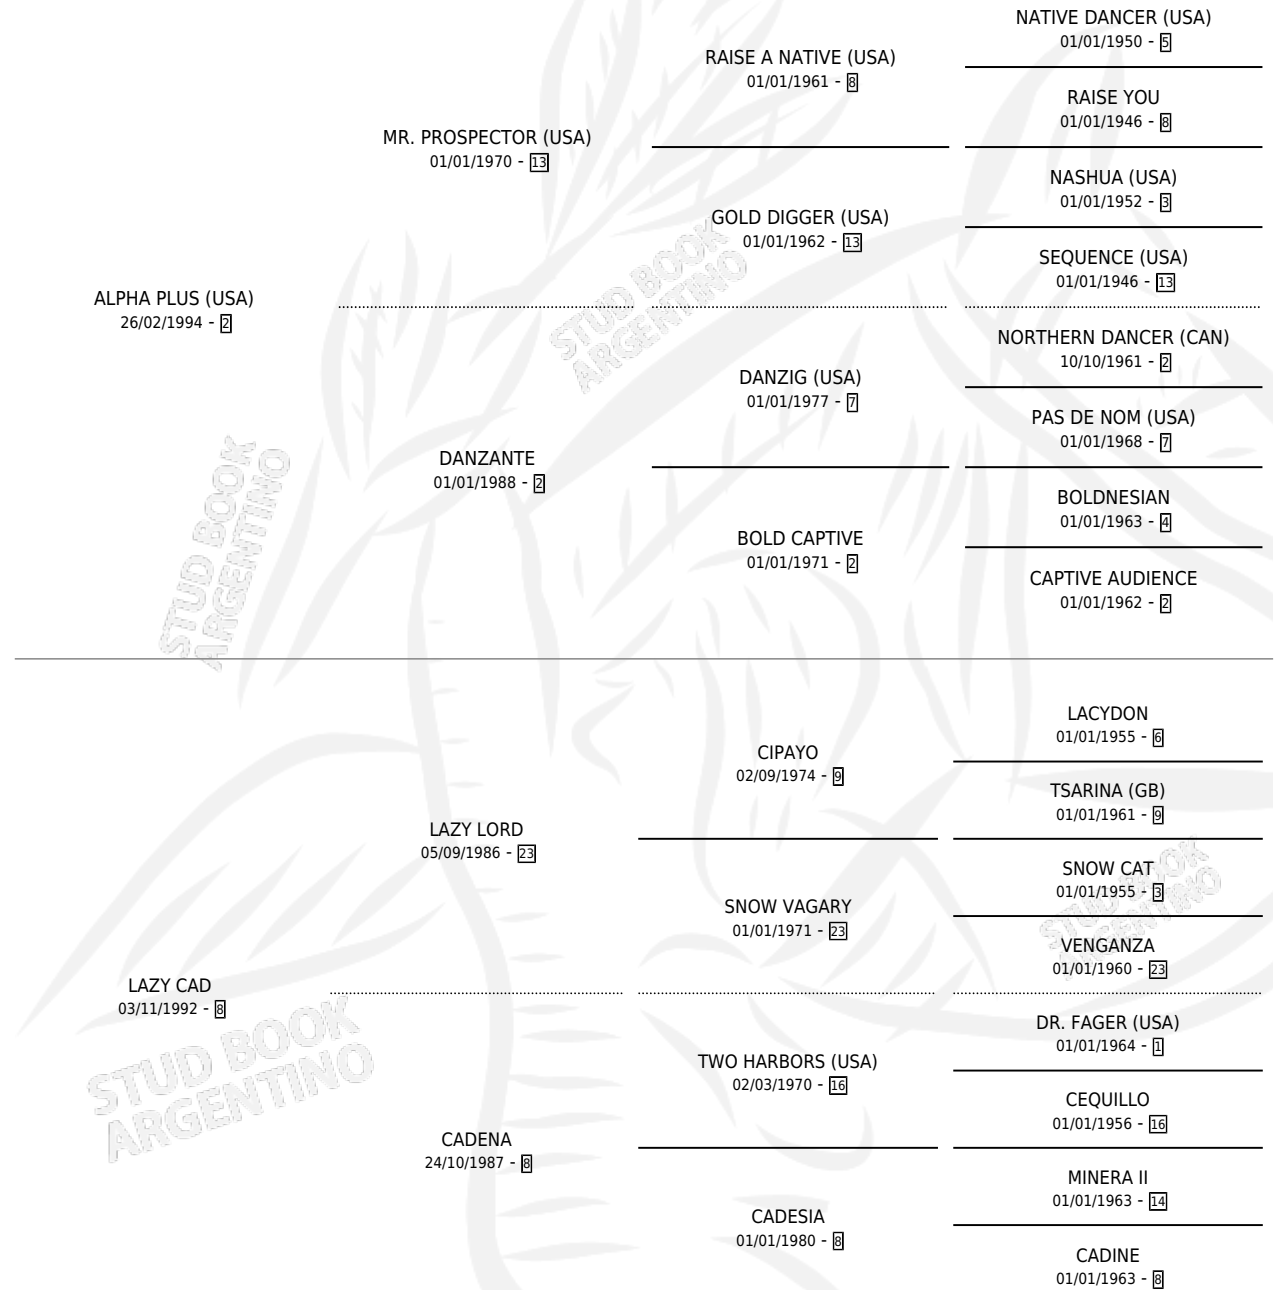 NATIVE DANCER (USA)
01/01/1950 - 5
RAISE A NATIVE (USA)
01/01/1961 - 8
RAISE YOU
01/01/1946 - 8
MR. PROSPECTOR (USA)
01/01/1970 - 13
NASHUA (USA)
01/01/1952 - 3
GOLD DIGGER (USA)
01/01/1962 - 13
SEQUENCE (USA)
01/01/1946 - 13
ALPHA PLUS (USA)
26/02/1994 - 2
STUD BOOK
ARGENTINO
NORTHERN DANCER (CAN)
10/10/1961 - 2
DANZIG (USA)
01/01/1977 - 7
PAS DE NOM (USA)
01/01/1968 - 7
DANZANTE
01/01/1988 - 2
BOLDNESIAN
01/01/1963 - 4
BOLD CAPTIVE
01/01/1971 - 2
CAPTIVE AUDIENCE
01/01/1962 - 2
STUD BOOK
ARGENTINO
LACYDON
01/01/1955 - 6
CIPAYO
02/09/1974 - 9
TSARINA (GB)
01/01/1961 - 9
LAZY LORD
05/09/1986 - 23
SNOW CAT
01/01/1955 - 3
SNOW VAGARY
01/01/1971 - 23
STUD BOOK
ARGENTINO
VENGANZA
01/01/1960 - 23
LAZY CAD
03/11/1992 - 8
STUD BOOK
ARGENTINO
DR. FAGER (USA)
01/01/1964 - 1
TWO HARBORS (USA)
02/03/1970 - 16
CEQUILLO
01/01/1956 - 16
CADENA
24/10/1987 - 8
MINERA II
01/01/1963 - 14
CADESIA
01/01/1980 - 8
CADINE
01/01/1963 - 8